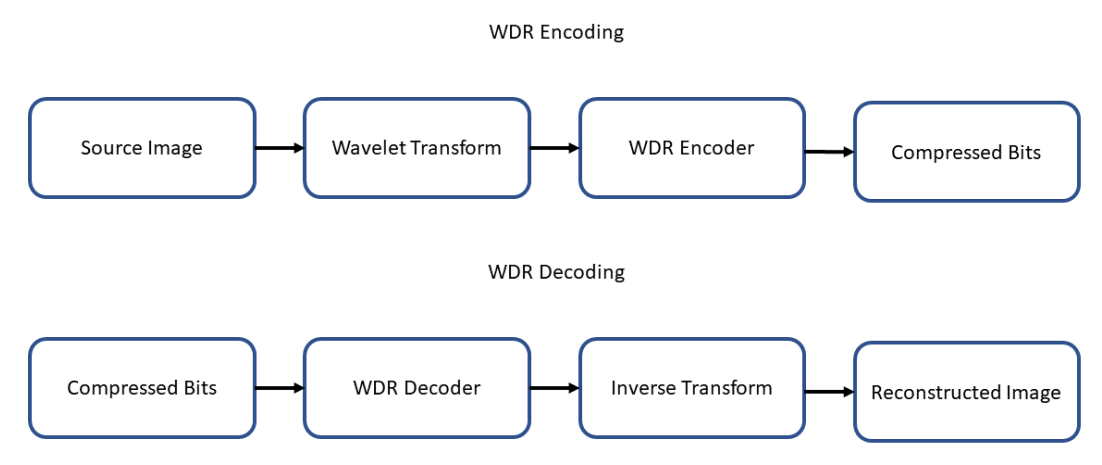 WDR Encoding
Source Image
Wavelet Transform
WDR Encoder
Compressed Bits
WDR Decoding
Compressed Bits
WDR Decoder
Inverse Transform
Reconstructed Image